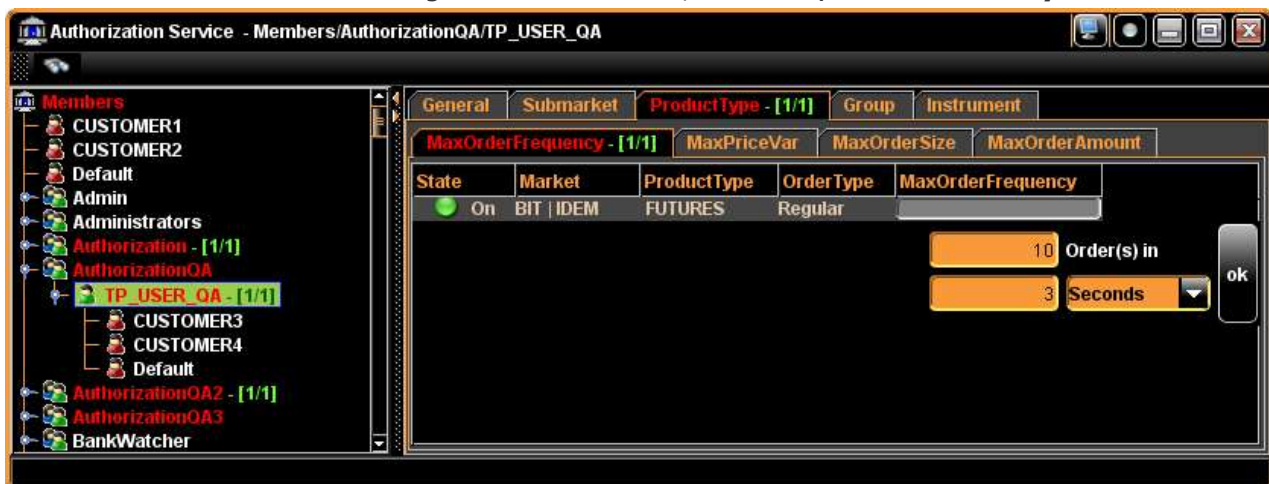 Authorization Service - Members/AuthorizationQA/TP_USER_QA
Members
CUSTOMER1
CUSTOMER2
Default
Admin
Administrators
Authorization - [1/1]
AuthorizationQA
TP_USER_QA - [1/1]
CUSTOMER3
CUSTOMER4
Default
AuthorizationQA2 - [1/1]
AuthorizationQA3
BankWatcher
General Submarket ProductType - [1/1] Group Instrument
MaxOrderFrequency - [1/1] MaxPriceVar MaxOrderSize MaxOrderAmount
State Market ProductType OrderType MaxOrderFrequency
On BIT | IDEM FUTURES Regular
10 Order(s) in
3 Seconds
ok